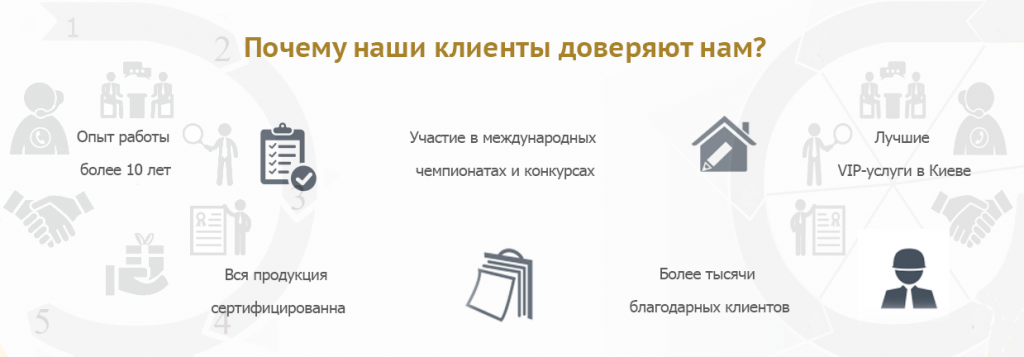 1
2
Почему наши клиенты доверяют нам?
Опыт работы
более 10 лет
Участие в международных
чемпионатах и конкурсах
Лучшие
VIP-услуги в Киеве
3
Вся продукция
сертифицированна
Более тысячи
благодарных клиентов
5
4